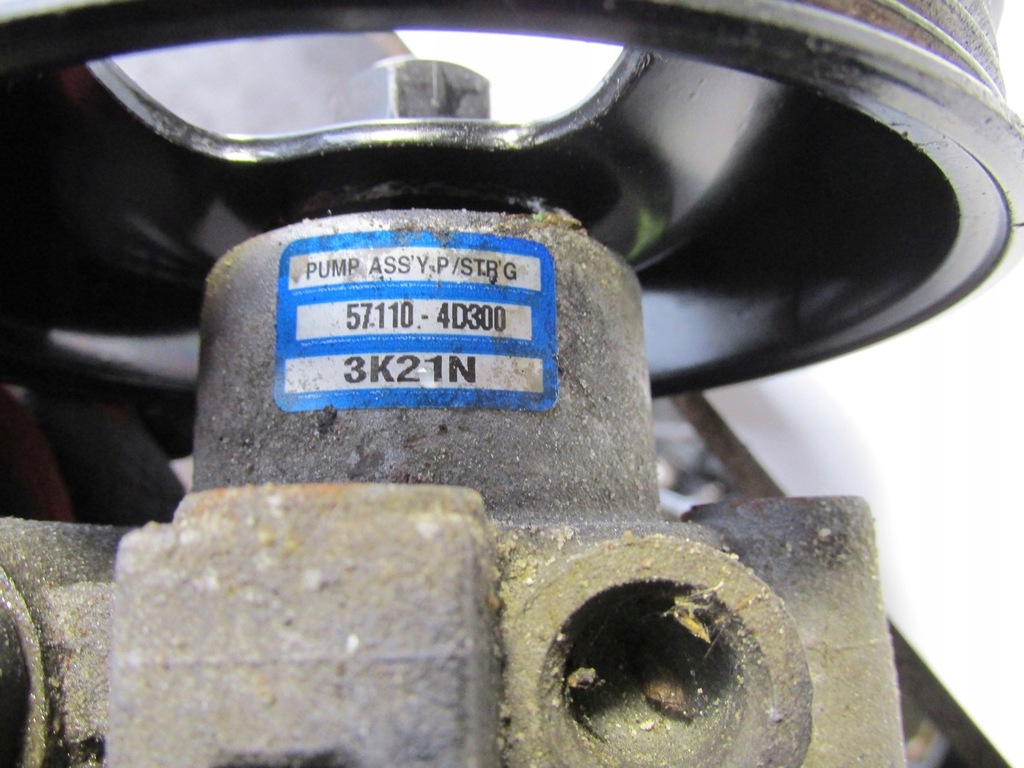 PUMP ASS'Y-P/STR'G
57110-4D300
3K21N